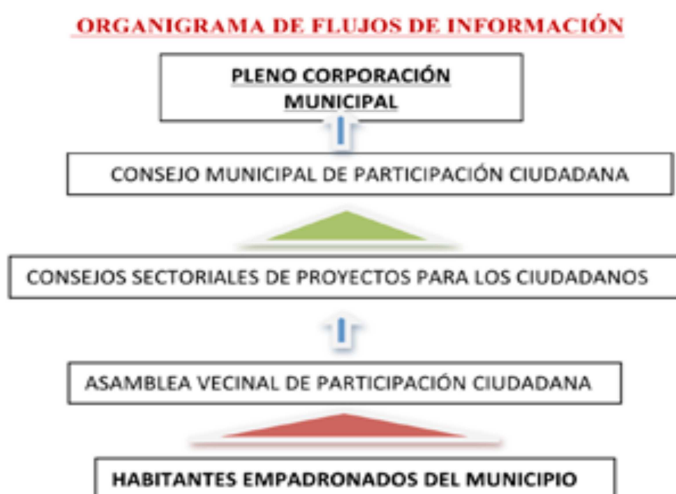 ORGANIGRAMA DE FLUJOS DE INFORMACIÓN
PLENO CORPORACIÓN
MUNICIPAL
CONSEJO MUNICIPAL DE PARTICIPACIÓN CIUDADANA
CONSEJOS SECTORIALES DE PROYECTOS PARA LOS CIUDADANOS
ASAMBLEA VECINAL DE PARTICIPACIÓN CIUDADANA
HABITANTES EMPADRONADOS DEL MUNICIPIO